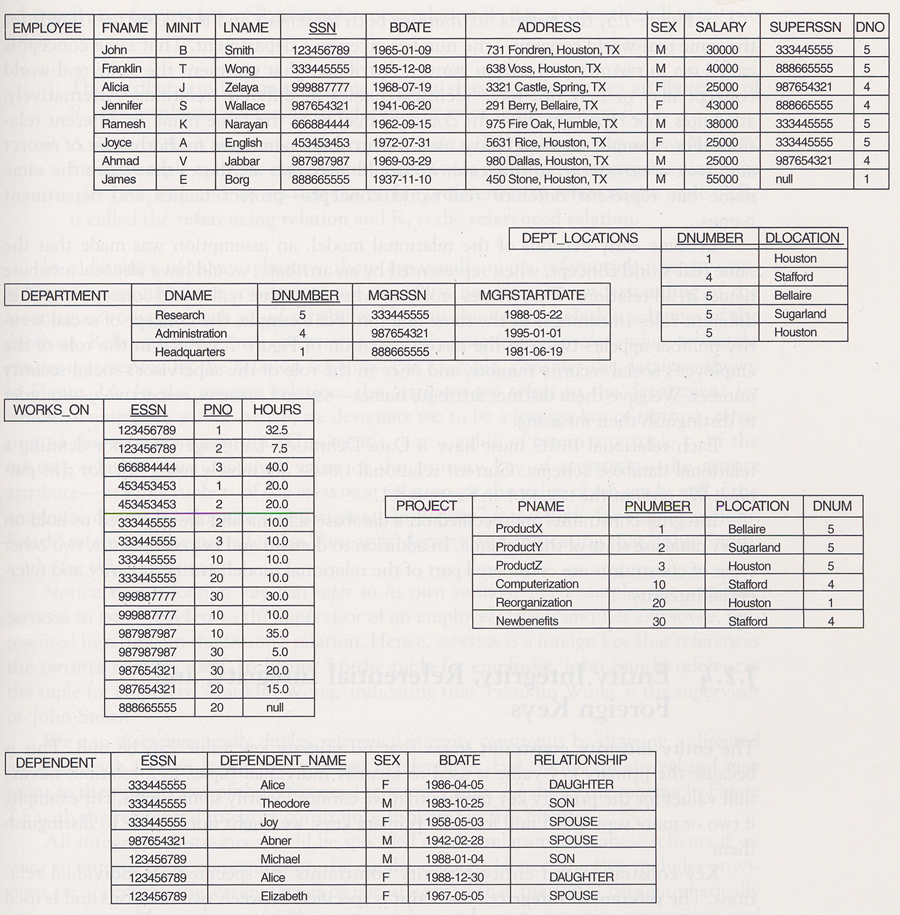 EMPLOYEE FNAME MINIT LNAME SSN BDATE ADDRESS SEX SALARY SUPERSSN DNO
John B Smith 123456789 1965-01-09 731 Fondren, Houston, TX M 30000 333445555 5
Franklin T Wong 333445555 1955-12-08 638 Voss, Houston, TX M 40000 888665555 5
Alicia J Zelaya 999887777 1968-07-19 3321 Castle, Spring, TX F 25000 987654321 4
Jennifer S Wallace 987654321 1941-06-20 291 Berry, Bellaire, TX F 43000 888665555 4
Ramesh K Narayan 666884444 1962-09-15 975 Fire Oak, Humble, TX M 38000 333445555 5
Joyce A English 453453453 1972-07-31 5631 Rice, Houston, TX F 25000 333445555 5
Ahmad V Jabbar 987987987 1969-03-29 980 Dallas, Houston, TX M 25000 987654321 4
James E Borg 888665555 1937-11-10 450 Stone, Houston, TX M 55000 null 1
DEPT_LOCATIONS DNUMBER DLOCATION
1 Houston
4 Stafford
5 Bellaire
5 Sugarland
5 Houston
DEPARTMENT DNAME DNUMBER MGRSSN MGRSTARTDATE
Research 5 333445555 1988-05-22
Administration 4 987654321 1995-01-01
Headquarters 1 888665555 1981-06-19
WORKS_ON ESSN PNO HOURS
123456789 1 32.5
123456789 2 7.5
666884444 3 40.0
453453453 1 20.0
453453453 2 20.0
333445555 2 10.0
333445555 3 10.0
333445555 10 10.0
333445555 20 10.0
999887777 30 30.0
999887777 10 10.0
987987987 10 35.0
987987987 30 5.0
987654321 30 20.0
987654321 20 15.0
888665555 20 null
PROJECT PNAME PNUMBER PLOCATION DNUM
ProductX 1 Bellaire 5
ProductY 2 Sugarland 5
ProductZ 3 Houston 5
Computerization 10 Stafford 4
Reorganization 20 Houston 1
Newbenefits 30 Stafford 4
DEPENDENT ESSN DEPENDENT_NAME SEX BDATE RELATIONSHIP
333445555 Alice F 1986-04-05 DAUGHTER
333445555 Theodore M 1983-10-25 SON
333445555 Joy F 1958-05-03 SPOUSE
987654321 Abner M 1942-02-28 SPOUSE
123456789 Michael M 1988-01-04 SON
123456789 Alice F 1988-12-30 DAUGHTER
123456789 Elizabeth F 1967-05-05 SPOUSE